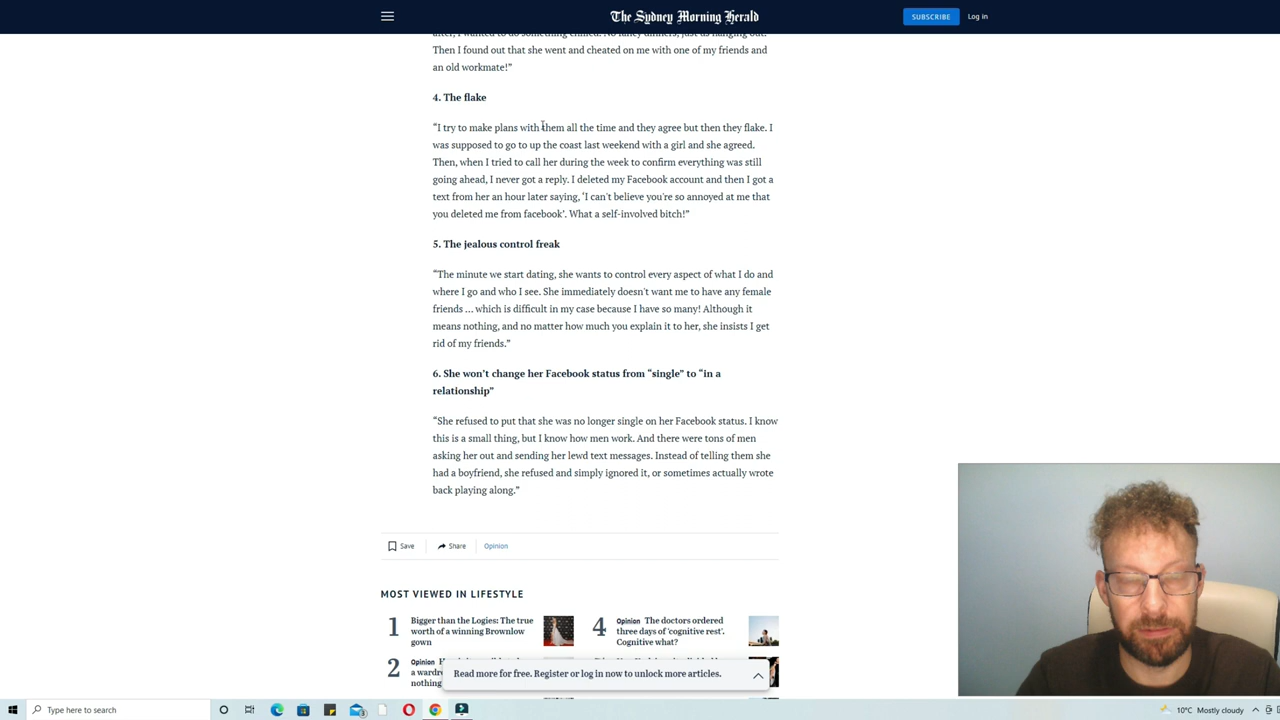 The Sydney Morning Herald
SUBSCRIBE
Log in
after, I wanted to do something chilled. No fancy dinners, just us hanging out.
Then I found out that she went and cheated on me with one of my friends and
an old workmate!”
4. The flake
“I try to make plans with them all the time and they agree but then they flake. I
was supposed to go to up the coast last weekend with a girl and she agreed.
Then, when I tried to call her during the week to confirm everything was still
going ahead, I never got a reply. I deleted my Facebook account and then I got a
text from her an hour later saying, ‘I can't believe you're so annoyed at me that
you deleted me from facebook’. What a self-involved bitch!”
5. The jealous control freak
“The minute we start dating, she wants to control every aspect of what I do and
where I go and who I see. She immediately doesn't want me to have any female
friends ... which is difficult in my case because I have so many! Although it
means nothing, and no matter how much you explain it to her, she insists I get
rid of my friends.”
6. She won’t change her Facebook status from “single” to “in a
relationship”
“She refused to put that she was no longer single on her Facebook status. I know
this is a small thing, but I know how men work. And there were tons of men
asking her out and sending her lewd text messages. Instead of telling them she
had a boyfriend, she refused and simply ignored it, or sometimes actually wrote
back playing along.”
Save
Share
Opinion
MOST VIEWED IN LIFESTYLE
1
Bigger than the Logies: The true
worth of a winning Brownlow
gown
4
Opinion The doctors ordered
three days of 'cognitive rest'.
Cognitive what?
2
Opinion
a wardr
nothing
Read more for free. Register or log in now to unlock more articles.
Type here to search
10°C Mostly cloudy